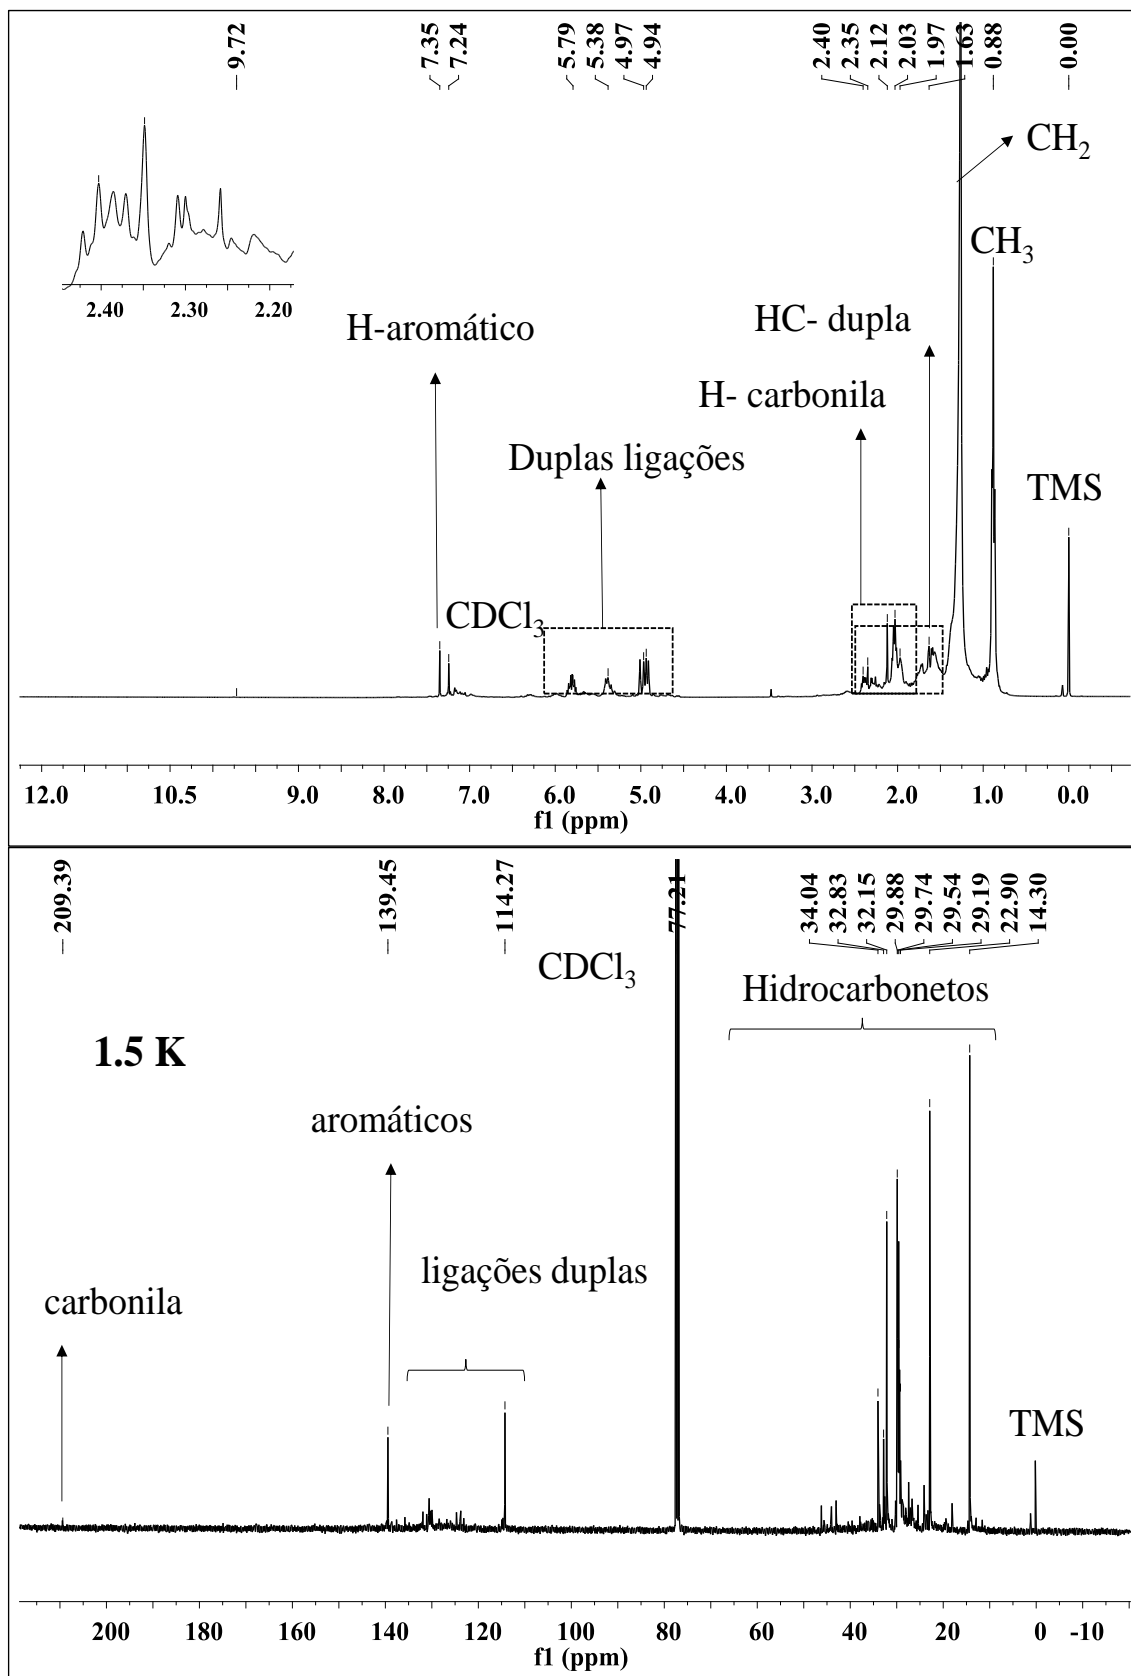 9.72 7.35 7.24 5.79 5.38 4.97 4.94 2.40 2.35 2.12 2.03 1.97 1.63 0.88 0.00
CH2
CH3
HC- dupla
H-aromático
H- carbonila
Duplas ligações
TMS
CDCl3
2.40 2.30 2.20
12.0 10.5 9.0 8.0 7.0 6.0 5.0 4.0 3.0 2.0 1.0 0.0
f1 (ppm)
209.39 139.45 114.27 77.21 34.04 32.83 32.15 29.88 29.74 29.54 29.19 22.90 14.30
CDCl3
Hidrocarbonetos
1.5 K
aromáticos
ligações duplas
carbonila
TMS
200 180 160 140 120 100 80 60 40 20 0 -10
f1 (ppm)